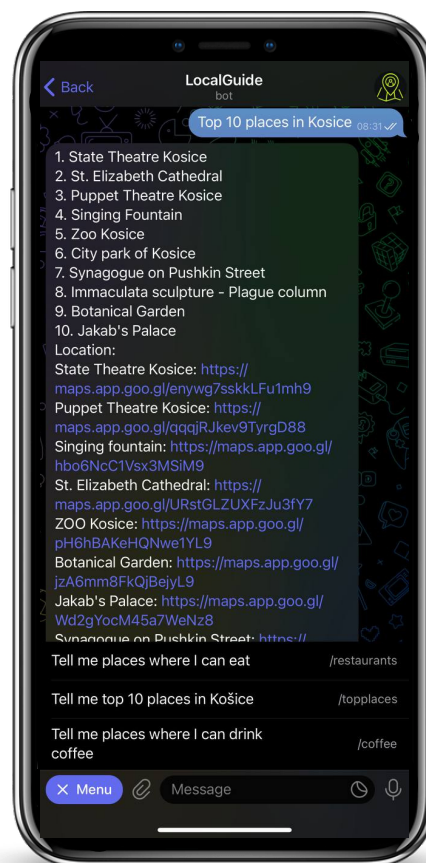 Back
LocalGuide
bot
Top 10 places in Kosice 08:31
1. State Theatre Kosice
2. St. Elizabeth Cathedral
3. Puppet Theatre Kosice
4. Singing Fountain
5. Zoo Kosice
6. City park of Kosice
7. Synagogue on Pushkin Street
8. Immaculata sculpture - Plague column
9. Botanical Garden
10. Jakab's Palace
Location:
State Theatre Kosice: https://
maps.app.goo.gl/enywg7sskkLFu1mh9
Puppet Theatre Kosice: https://
maps.app.goo.gl/qqqjRJkev9TyrgD88
Singing fountain: https://maps.app.goo.gl/
hbo6NcC1Vsx3MSiM9
St. Elizabeth Cathedral: https://
maps.app.goo.gl/URstGLZUXFzJu3fY7
ZOO Kosice: https://maps.app.goo.gl/
pH6hBAKeHQNwe1YL9
Botanical Garden: https://maps.app.goo.gl/
jzA6mm8FkQjBejyL9
Jakab's Palace: https://maps.app.goo.gl/
Wd2gYocM45a7WeNz8
Synagogue on Pushkin Street: https://
Tell me places where I can eat /restaurants
Tell me top 10 places in Košice /topplaces
Tell me places where I can drink
coffee /coffee
Menu
Message